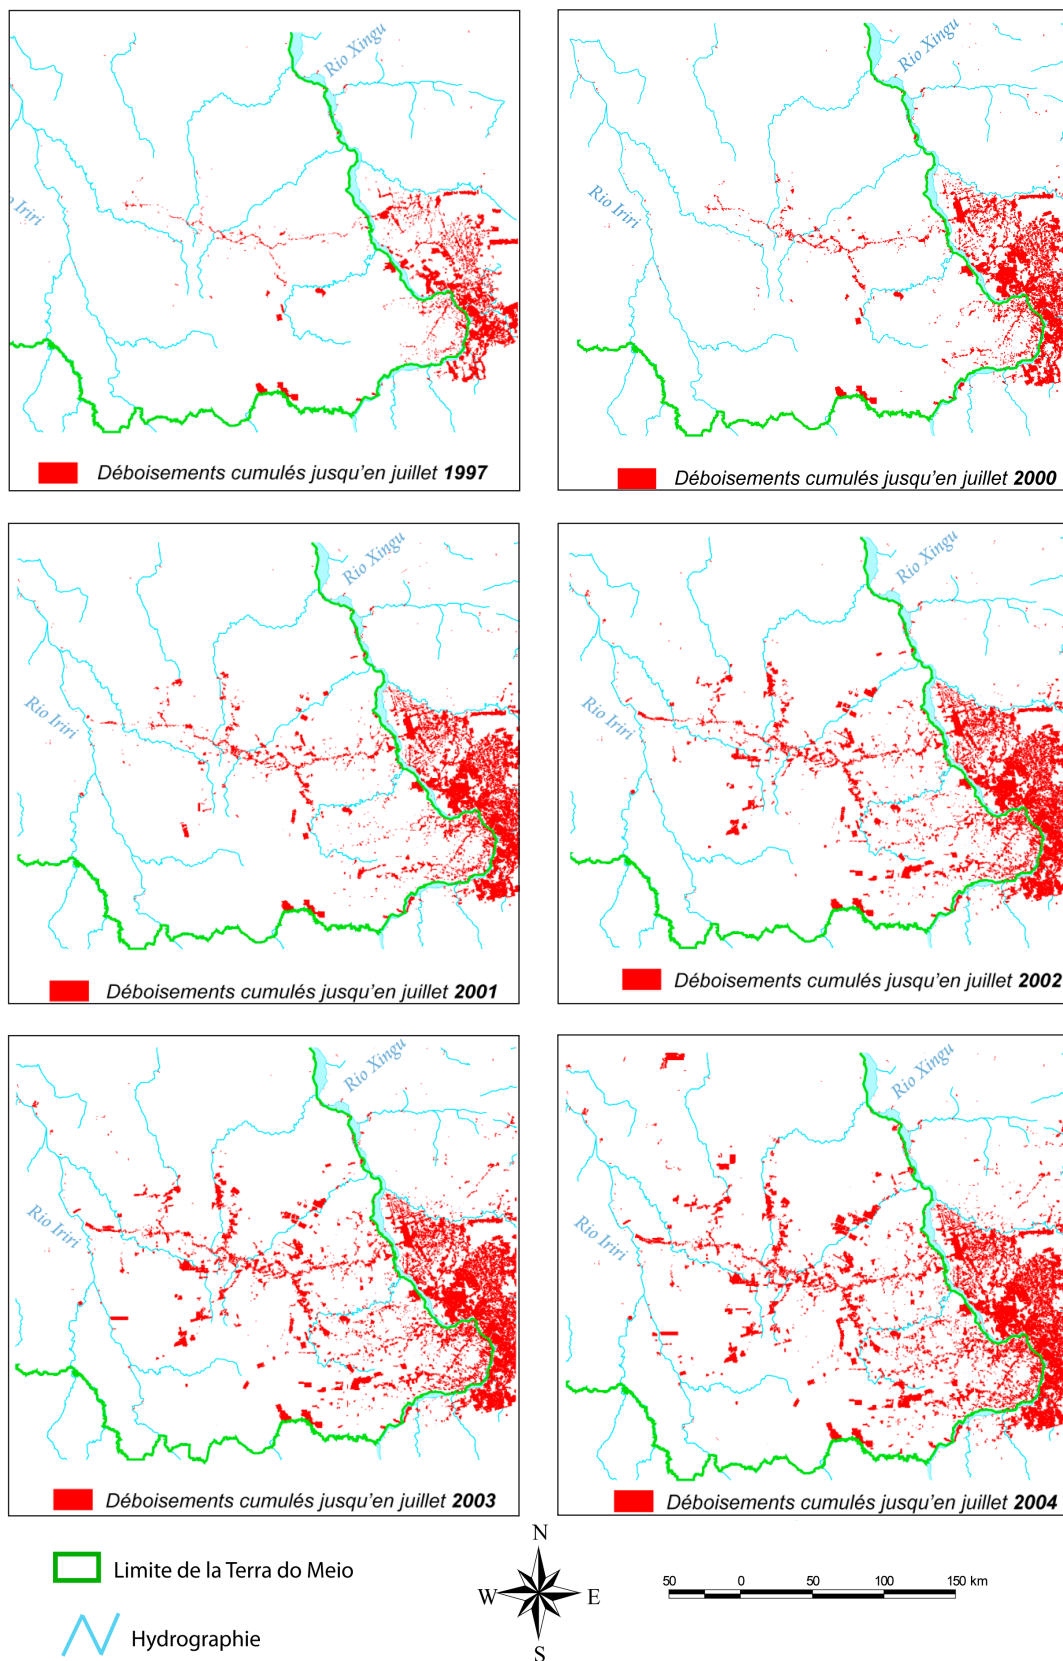 Rio Xingu
o Iriri
Déboisements cumulés jusqu'en juillet 1997
Rio Xingu
Rio Iriri
Déboisements cumulés jusqu'en juillet 2000
Rio Xingu
Rio Iriri
Déboisements cumulés jusqu'en juillet 2001
Rio Xingu
Rio Iriri
Déboisements cumulés jusqu'en juillet 2002
Rio Xingu
Rio Iriri
Déboisements cumulés jusqu'en juillet 2003
Rio Xingu
Rio Iriri
Déboisements cumulés jusqu'en juillet 2004
Limite de la Terra do Meio
Hydrographie
N
W E
S
50 0 50 100 150 km